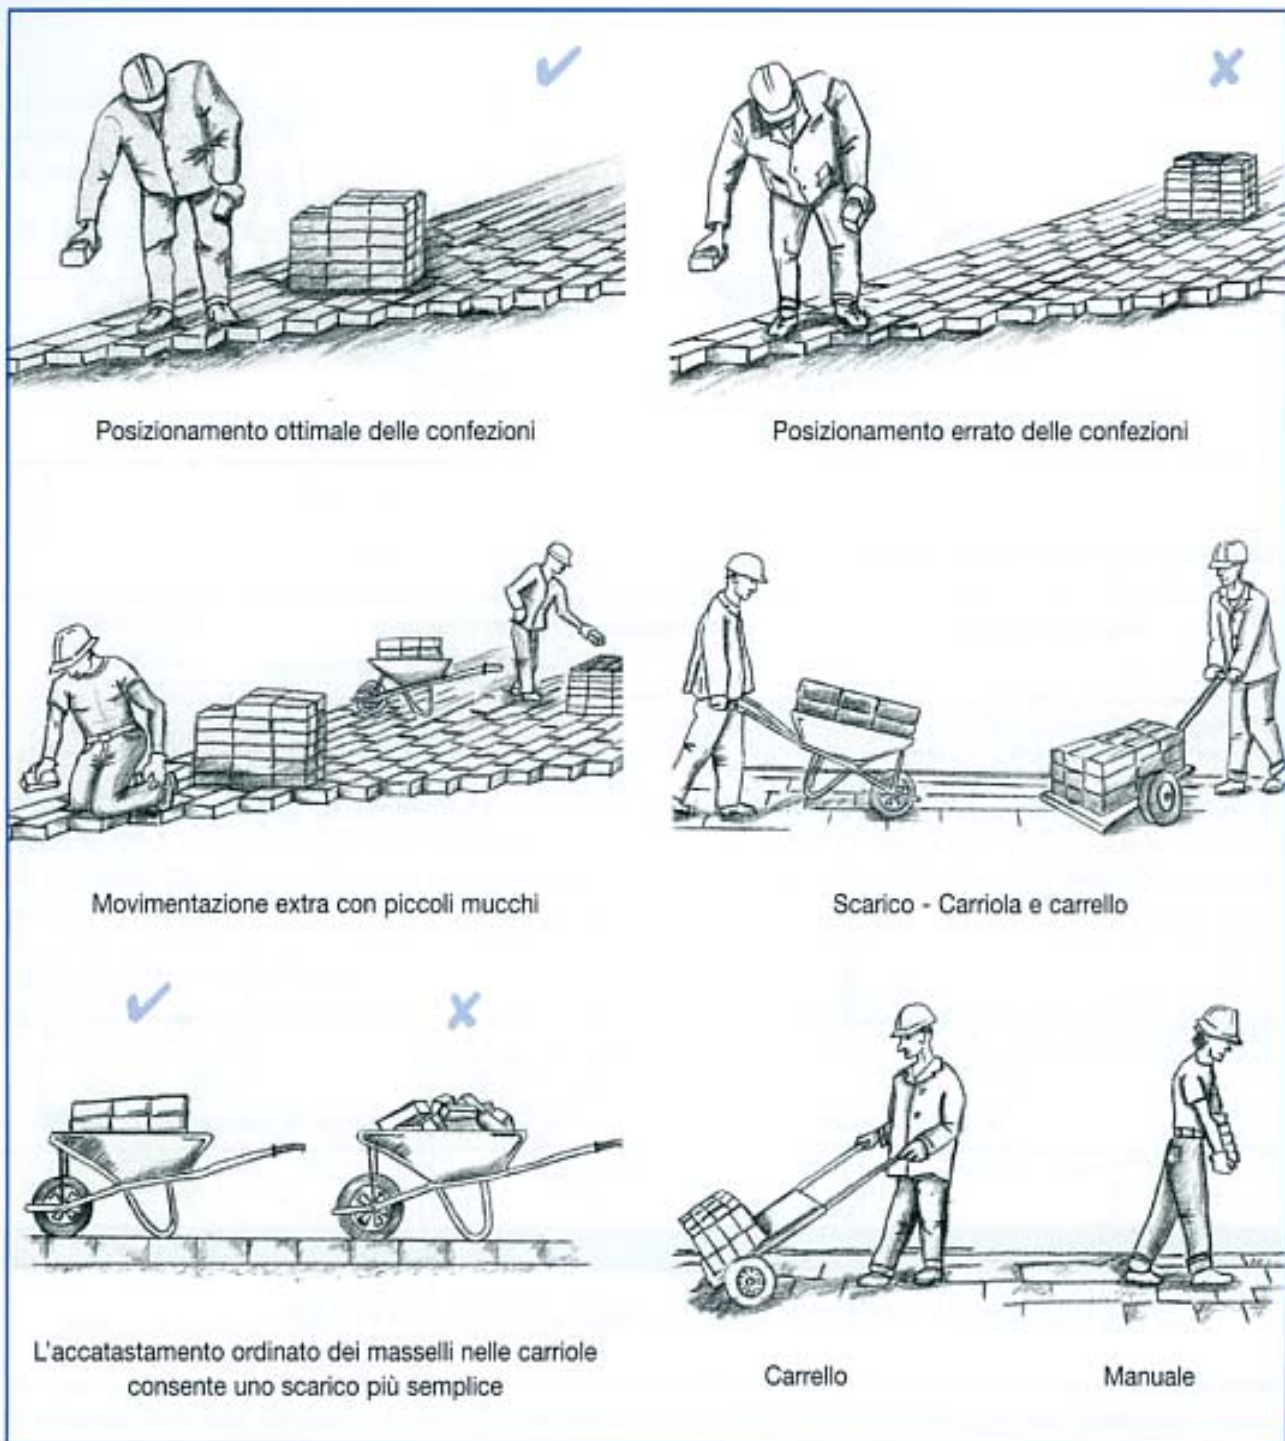 Posizionamento ottimale delle confezioni
Posizionamento errato delle confezioni
Movimentazione extra con piccoli mucchi
Scarico - Carriola e carrello
L'accatastamento ordinato dei masselli nelle carriole
consente uno scarico più semplice
Carrello
Manuale